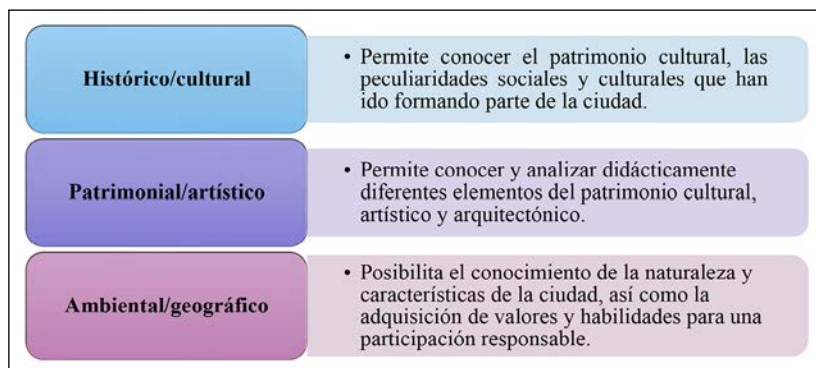 Histórico/cultural
• Permite conocer el patrimonio cultural, las
peculiaridades sociales y culturales que han
ido formando parte de la ciudad.
Patrimonial/artístico
• Permite conocer y analizar didácticamente
diferentes elementos del patrimonio cultural,
artístico y arquitectónico.
Ambiental/geográfico
• Posibilita el conocimiento de la naturaleza y
características de la ciudad, así como la
adquisición de valores y habilidades para una
participación responsable.